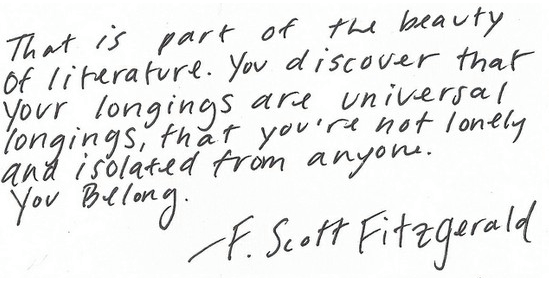 That is part of the beauty
Of literature. You discover that
your longings are universal
longings, that you're not lonely
and isolated from anyone.
You Belong.
—F. Scott Fitzgerald